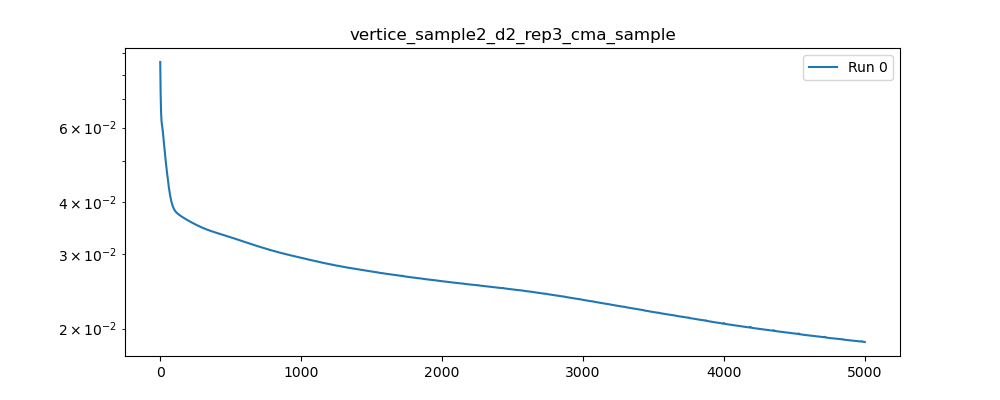 vertice_sample2_d2_rep3_cma_sample
Run 0
6 × 10⁻²
4 × 10⁻²
3 × 10⁻²
2 × 10⁻²
0 1000 2000 3000 4000 5000